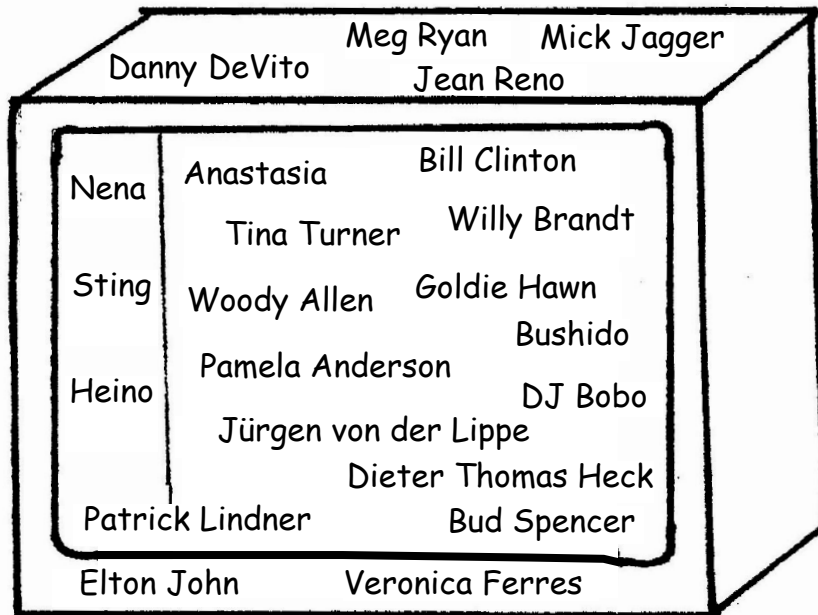 Meg Ryan
Mick Jagger
Danny DeVito
Jean Reno
Nena
Anastasia
Bill Clinton
Tina Turner
Willy Brandt
Sting
Woody Allen
Goldie Hawn
Bushido
Pamela Anderson
Heino
DJ Bobo
Jürgen von der Lippe
Dieter Thomas Heck
Patrick Lindner
Bud Spencer
Elton John
Veronica Ferres